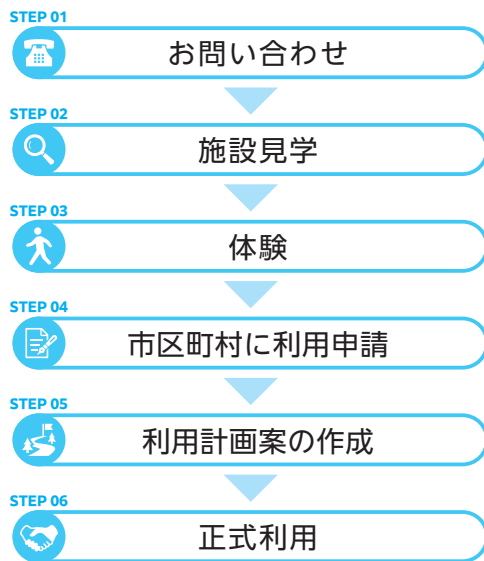 STEP 01
お問い合わせ
STEP 02
施設見学
STEP 03
体験
STEP 04
市区町村に利用申請
STEP 05
利用計画案の作成
STEP 06
正式利用